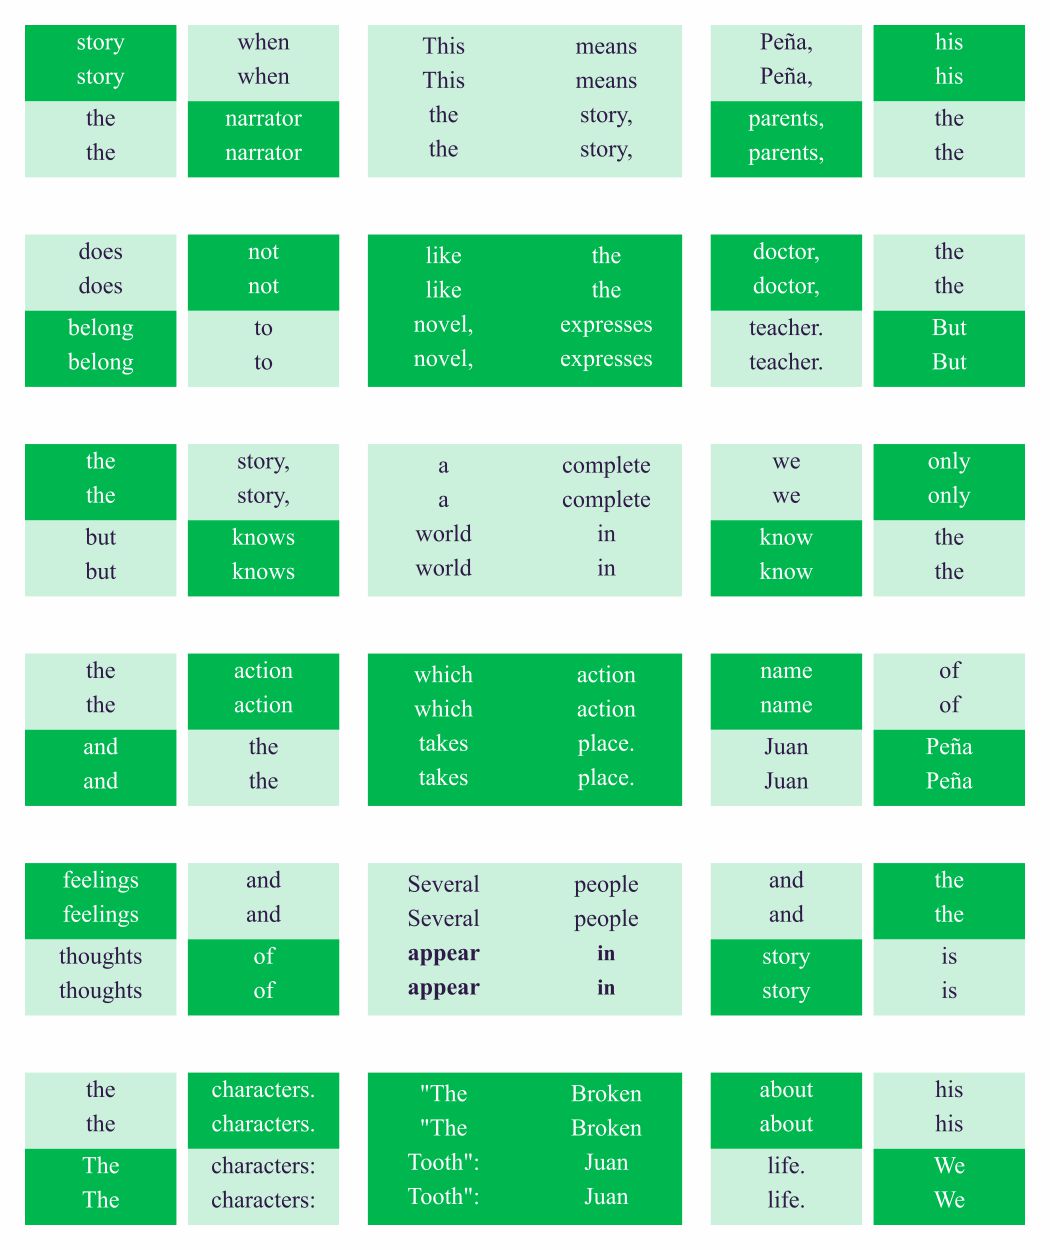 story when
story when
the narrator
the narrator
does not
does not
belong to
belong to
the story,
the story,
but knows
but knows
the action
the action
and the
and the
feelings and
feelings and
thoughts of
thoughts of
the characters.
the characters.
The characters:
The characters:
This means
This means
the story,
the story,
like the
like the
novel, expresses
novel, expresses
a complete
a complete
world in
world in
which action
which action
takes place.
takes place.
Several people
Several people
appear in
appear in
"The Broken
"The Broken
Tooth": Juan
Tooth": Juan
Peña, his
Peña, his
parents, the
parents, the
doctor, the
doctor, the
teacher. But
teacher. But
we only
we only
know the
know the
name of
name of
Juan Peña
Juan Peña
and the
and the
story is
story is
about his
about his
life. We
life. We